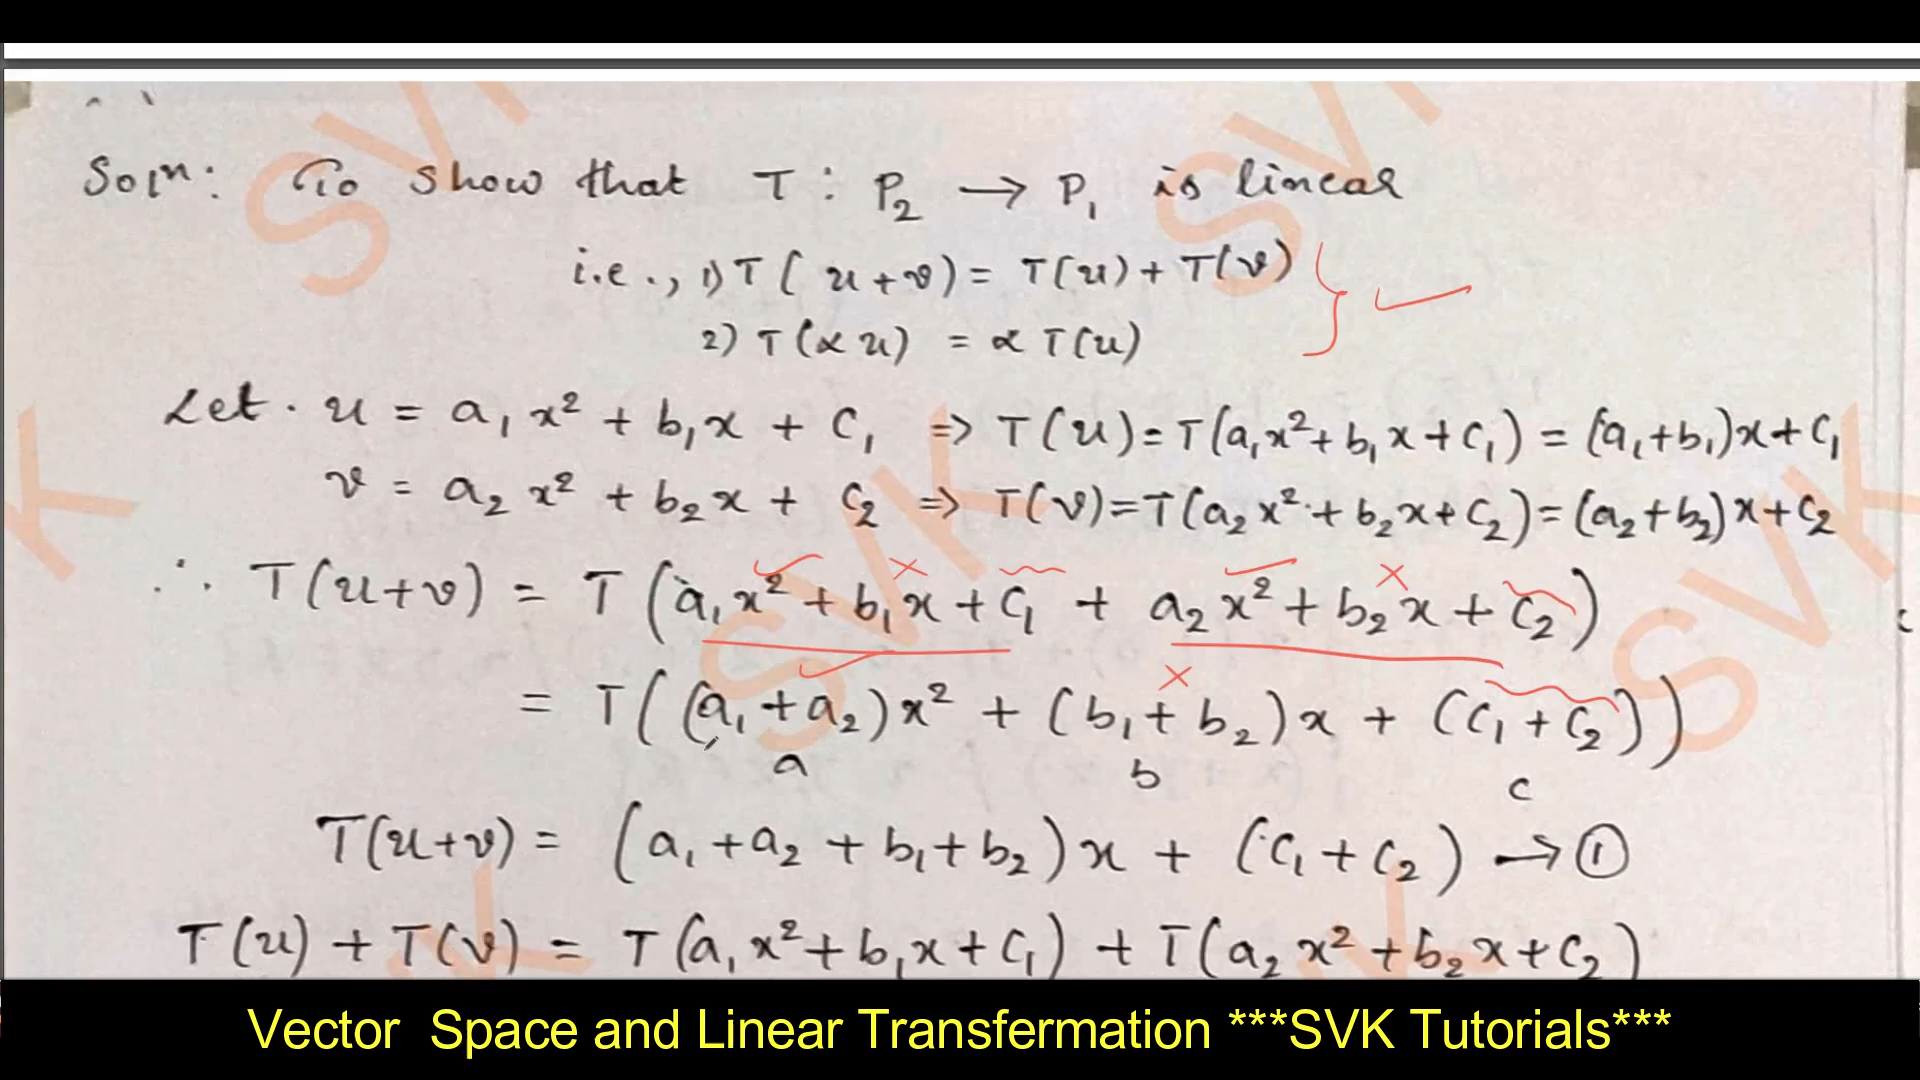 Soln: To show that T : P₂ → P₁ is linear
i.e., 1) T( u + v) = T(u) + T(v)
2) T(α u) = α T(u)
Let . u = a₁x² + b₁x + c₁ => T(u) = T(a₁x² + b₁x + c₁) = (a₁+b₁)x + c₁
v = a₂x² + b₂x + c₂ => T(v) = T(a₂x² + b₂x + c₂) = (a₂+b₂)x + c₂
∴ T(u+v) = T(a₁x² + b₁x + c₁ + a₂x² + b₂x + c₂)
= T((a₁+a₂)x² + (b₁+b₂)x + (c₁+c₂))
a b c
T(u+v) = (a₁+a₂+b₁+b₂)x + (c₁+c₂) → ①
T(u) + T(v) = T(a₁x² + b₁x + c₁) + T(a₂x² + b₂x + c₂)
SVK
Vector Space and Linear Transfermation ***SVK Tutorials***